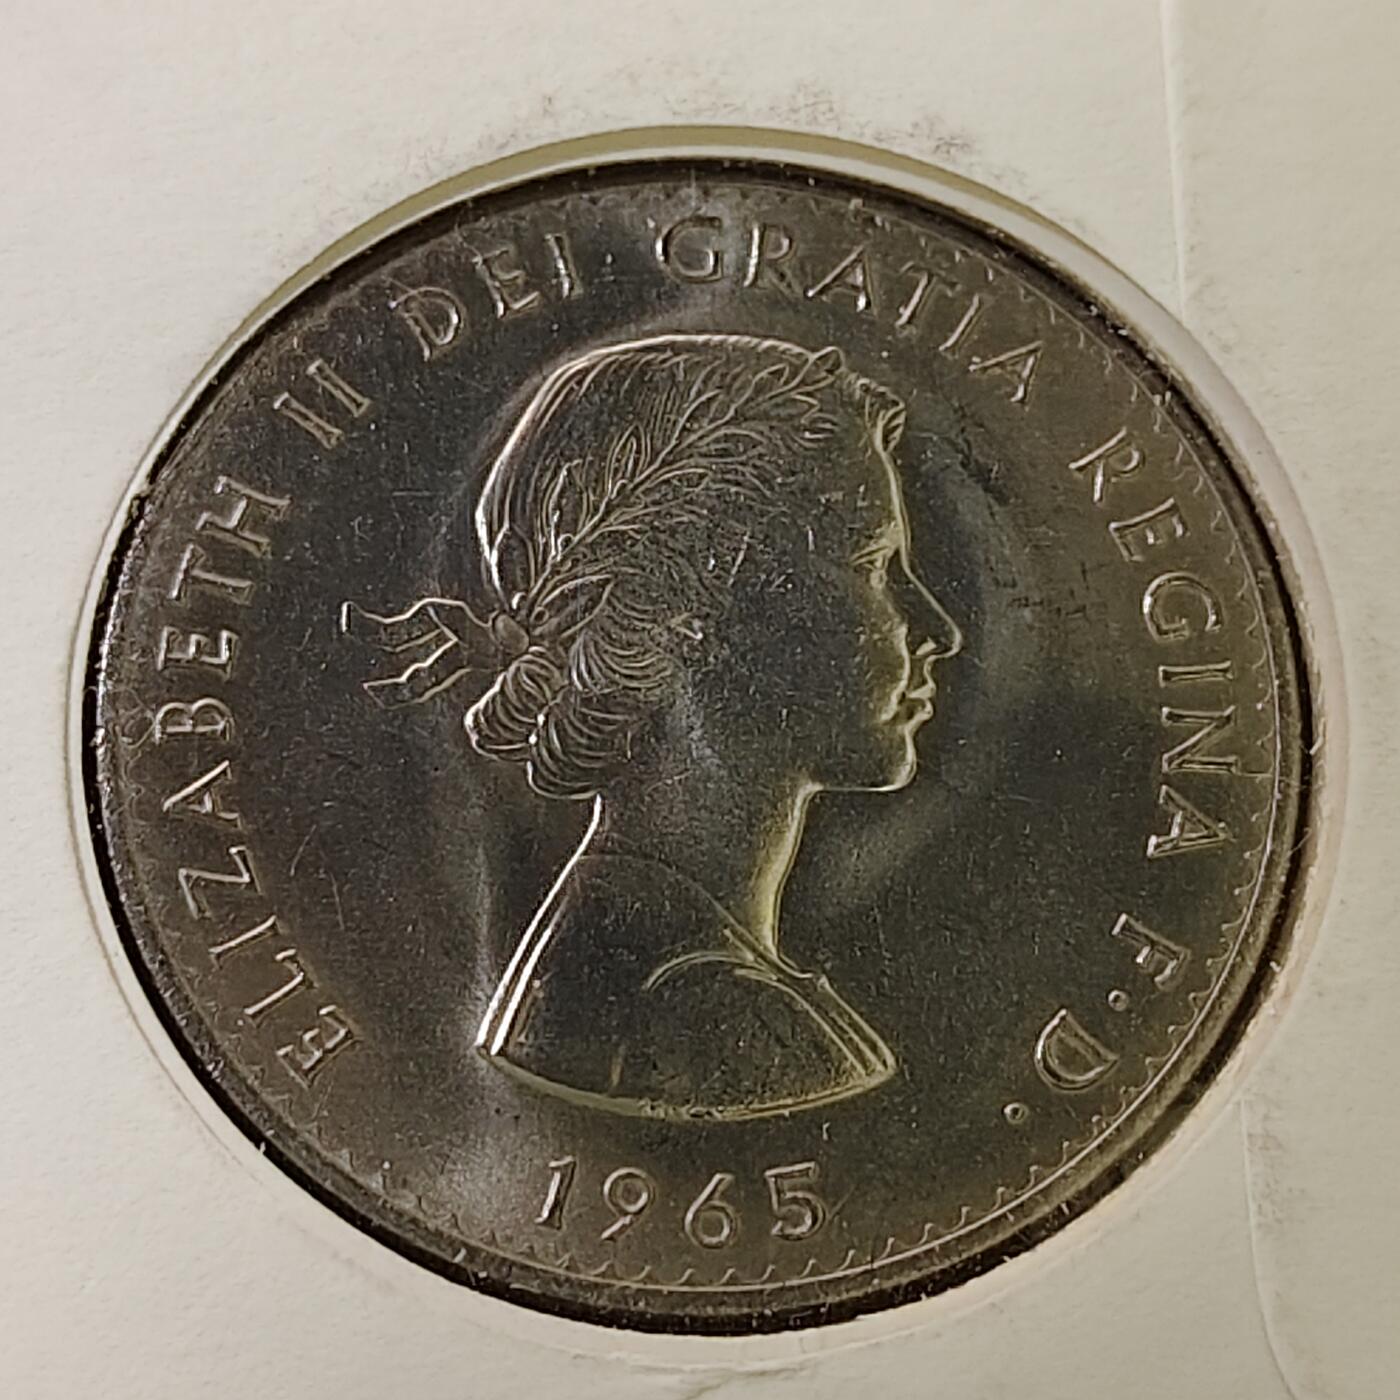 ELIZABETH II DEI GRATIA REGINA F.D.
1965